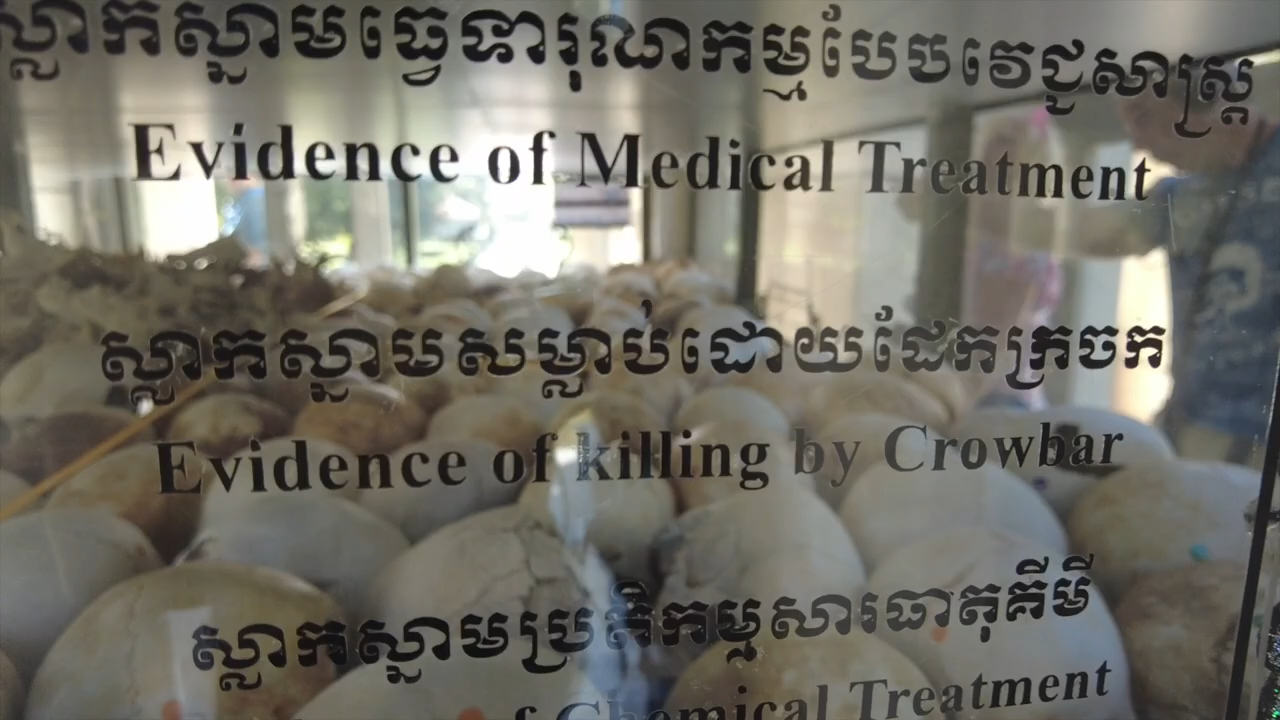 ស្លាកស្នាមធ្វើទារុណកម្មបែបវេជ្ជសាស្ត្រ
Evidence of Medical Treatment
ស្លាកស្នាមសម្លាប់ដោយដែកក្រចក
Evidence of killing by Crowbar
ស្លាកស្នាមប្រតិកម្មសារធាតុគីមី
of Chemical Treatment